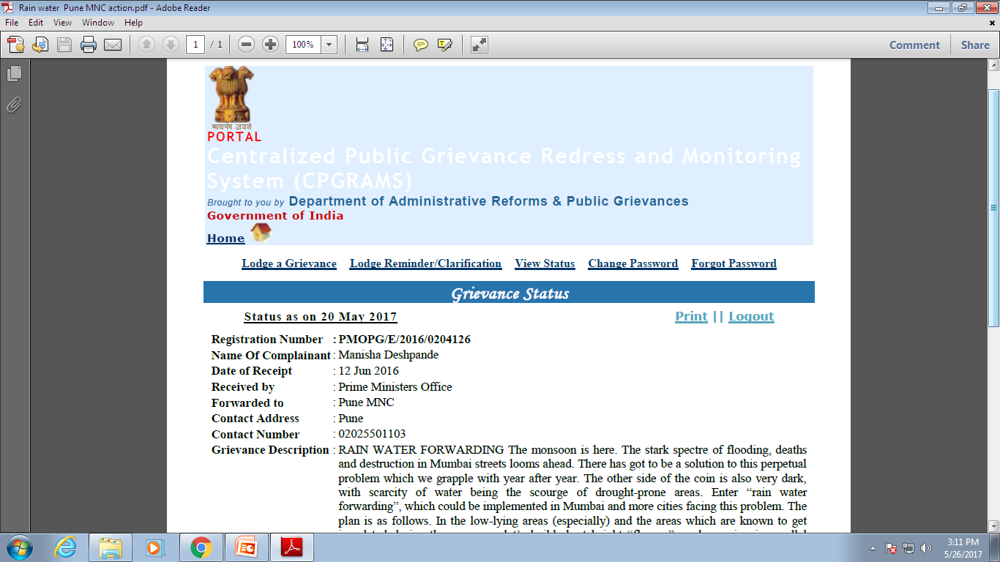 Rain water  Pune MNC action.pdf - Adobe Reader
File Edit View Window Help
1 / 1 100% Comment Share
सत्यमेव जयते
PORTAL
Centralized Public Grievance Redress and Monitoring
System (CPGRAMS)
Brought to you by Department of Administrative Reforms & Public Grievances
Government of India
Home
Lodge a Grievance Lodge Reminder/Clarification View Status Change Password Forgot Password
Grievance Status
Status as on 20 May 2017 Print || Logout
Registration Number : PMOPG/E/2016/0204126
Name Of Complainant : Manisha Deshpande
Date of Receipt : 12 Jun 2016
Received by : Prime Ministers Office
Forwarded to : Pune MNC
Contact Address : Pune
Contact Number : 02025501103
Grievance Description : RAIN WATER FORWARDING The monsoon is here. The stark spectre of flooding, deaths
and destruction in Mumbai streets looms ahead. There has got to be a solution to this perpetual
problem which we grapple with year after year. The other side of the coin is also very dark,
with scarcity of water being the scourge of drought-prone areas. Enter “rain water
forwarding”, which could be implemented in Mumbai and more cities facing this problem. The
plan is as follows. In the low-lying areas (especially) and the areas which are known to get
3:11 PM
5/26/2017